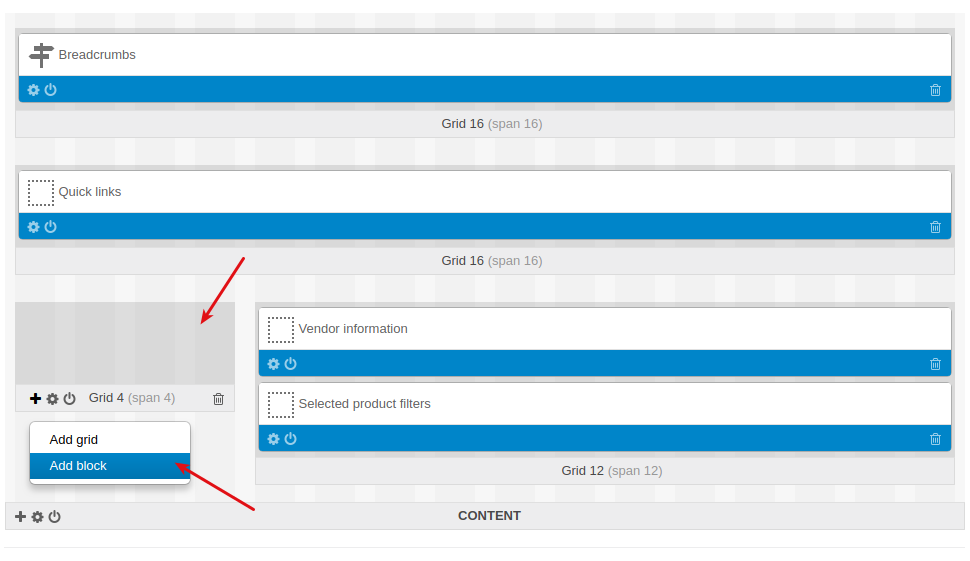 Breadcrumbs
Grid 16 (span 16)
Quick links
Grid 16 (span 16)
Vendor information
Grid 4 (span 4)
Selected product filters
Add grid
Add block
Grid 12 (span 12)
CONTENT